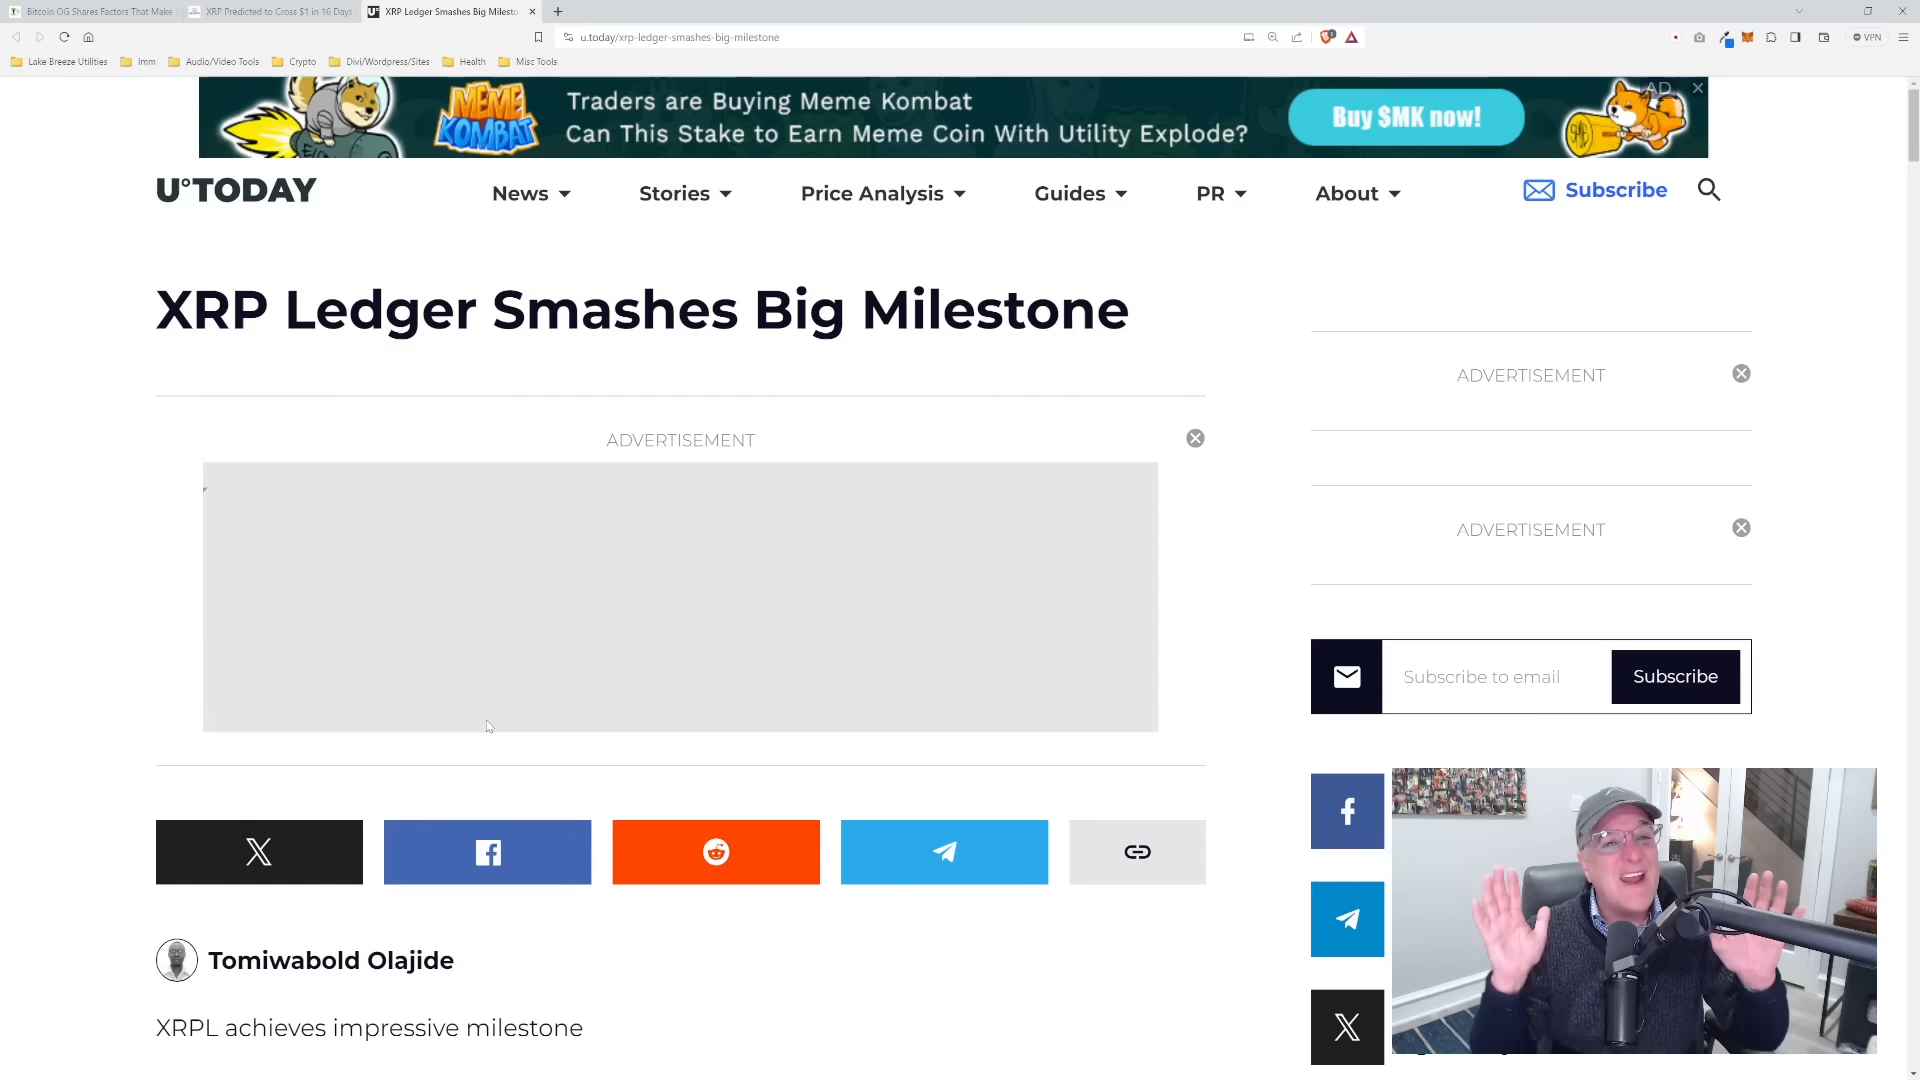 Bitcoin OG Shares Factors That Make
XRP Predicted to Cross $1 in 16 Days
XRP Ledger Smashes Big Milesto
u.today/xrp-ledger-smashes-big-milestone
VPN
Lake Breeze Utilities
Imm
Audio/Video Tools
Crypto
Divi/Wordpress/Sites
Health
Misc Tools
MEME KOMBAT
Traders are Buying Meme Kombat
Can This Stake to Earn Meme Coin With Utility Explode?
Buy $MK now!
AD
U°TODAY
News
Stories
Price Analysis
Guides
PR
About
Subscribe
XRP Ledger Smashes Big Milestone
ADVERTISEMENT
ADVERTISEMENT
ADVERTISEMENT
Subscribe to email
Subscribe
Tomiwabold Olajide
XRPL achieves impressive milestone